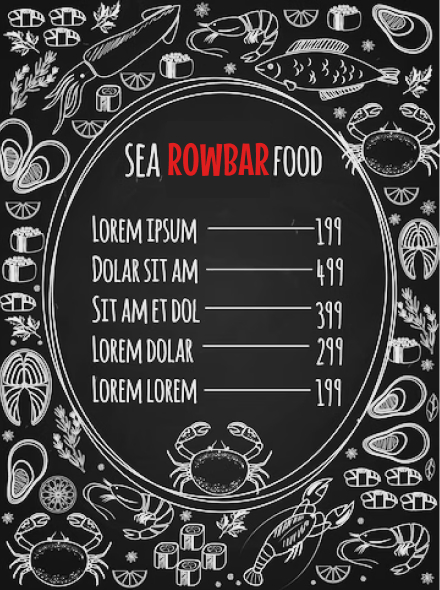 SEA ROWBAR FOOD
LOREM IPSUM 199
DOLAR SIT AM 499
SIT AM ET DOL 399
LOREM DOLAR 299
LOREM LOREM 199